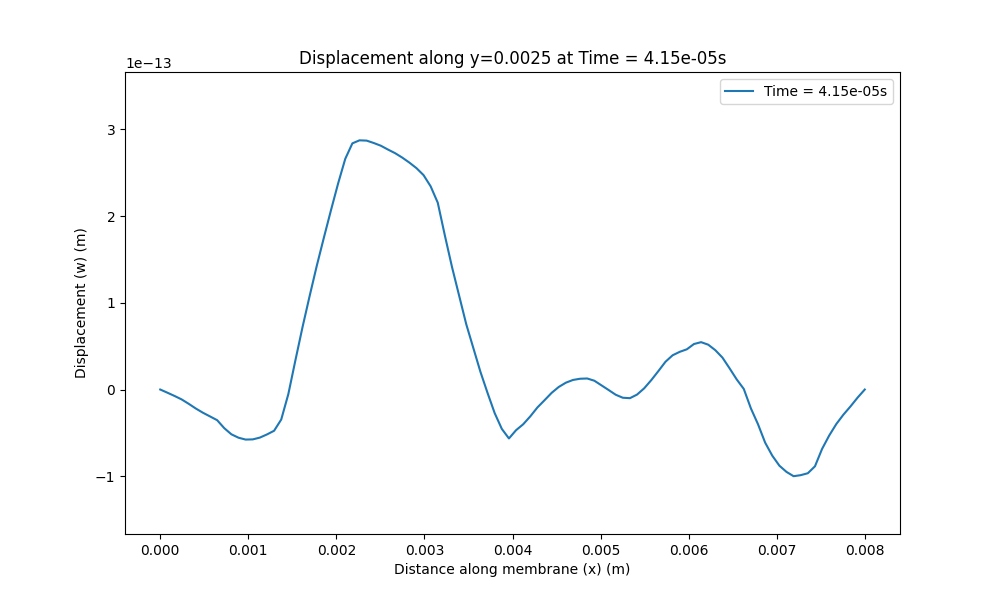 Displacement along y=0.0025 at Time = 4.15e-05s
1e−13
Time = 4.15e-05s
3
2
1
0
−1
Displacement (w) (m)
0.000 0.001 0.002 0.003 0.004 0.005 0.006 0.007 0.008
Distance along membrane (x) (m)